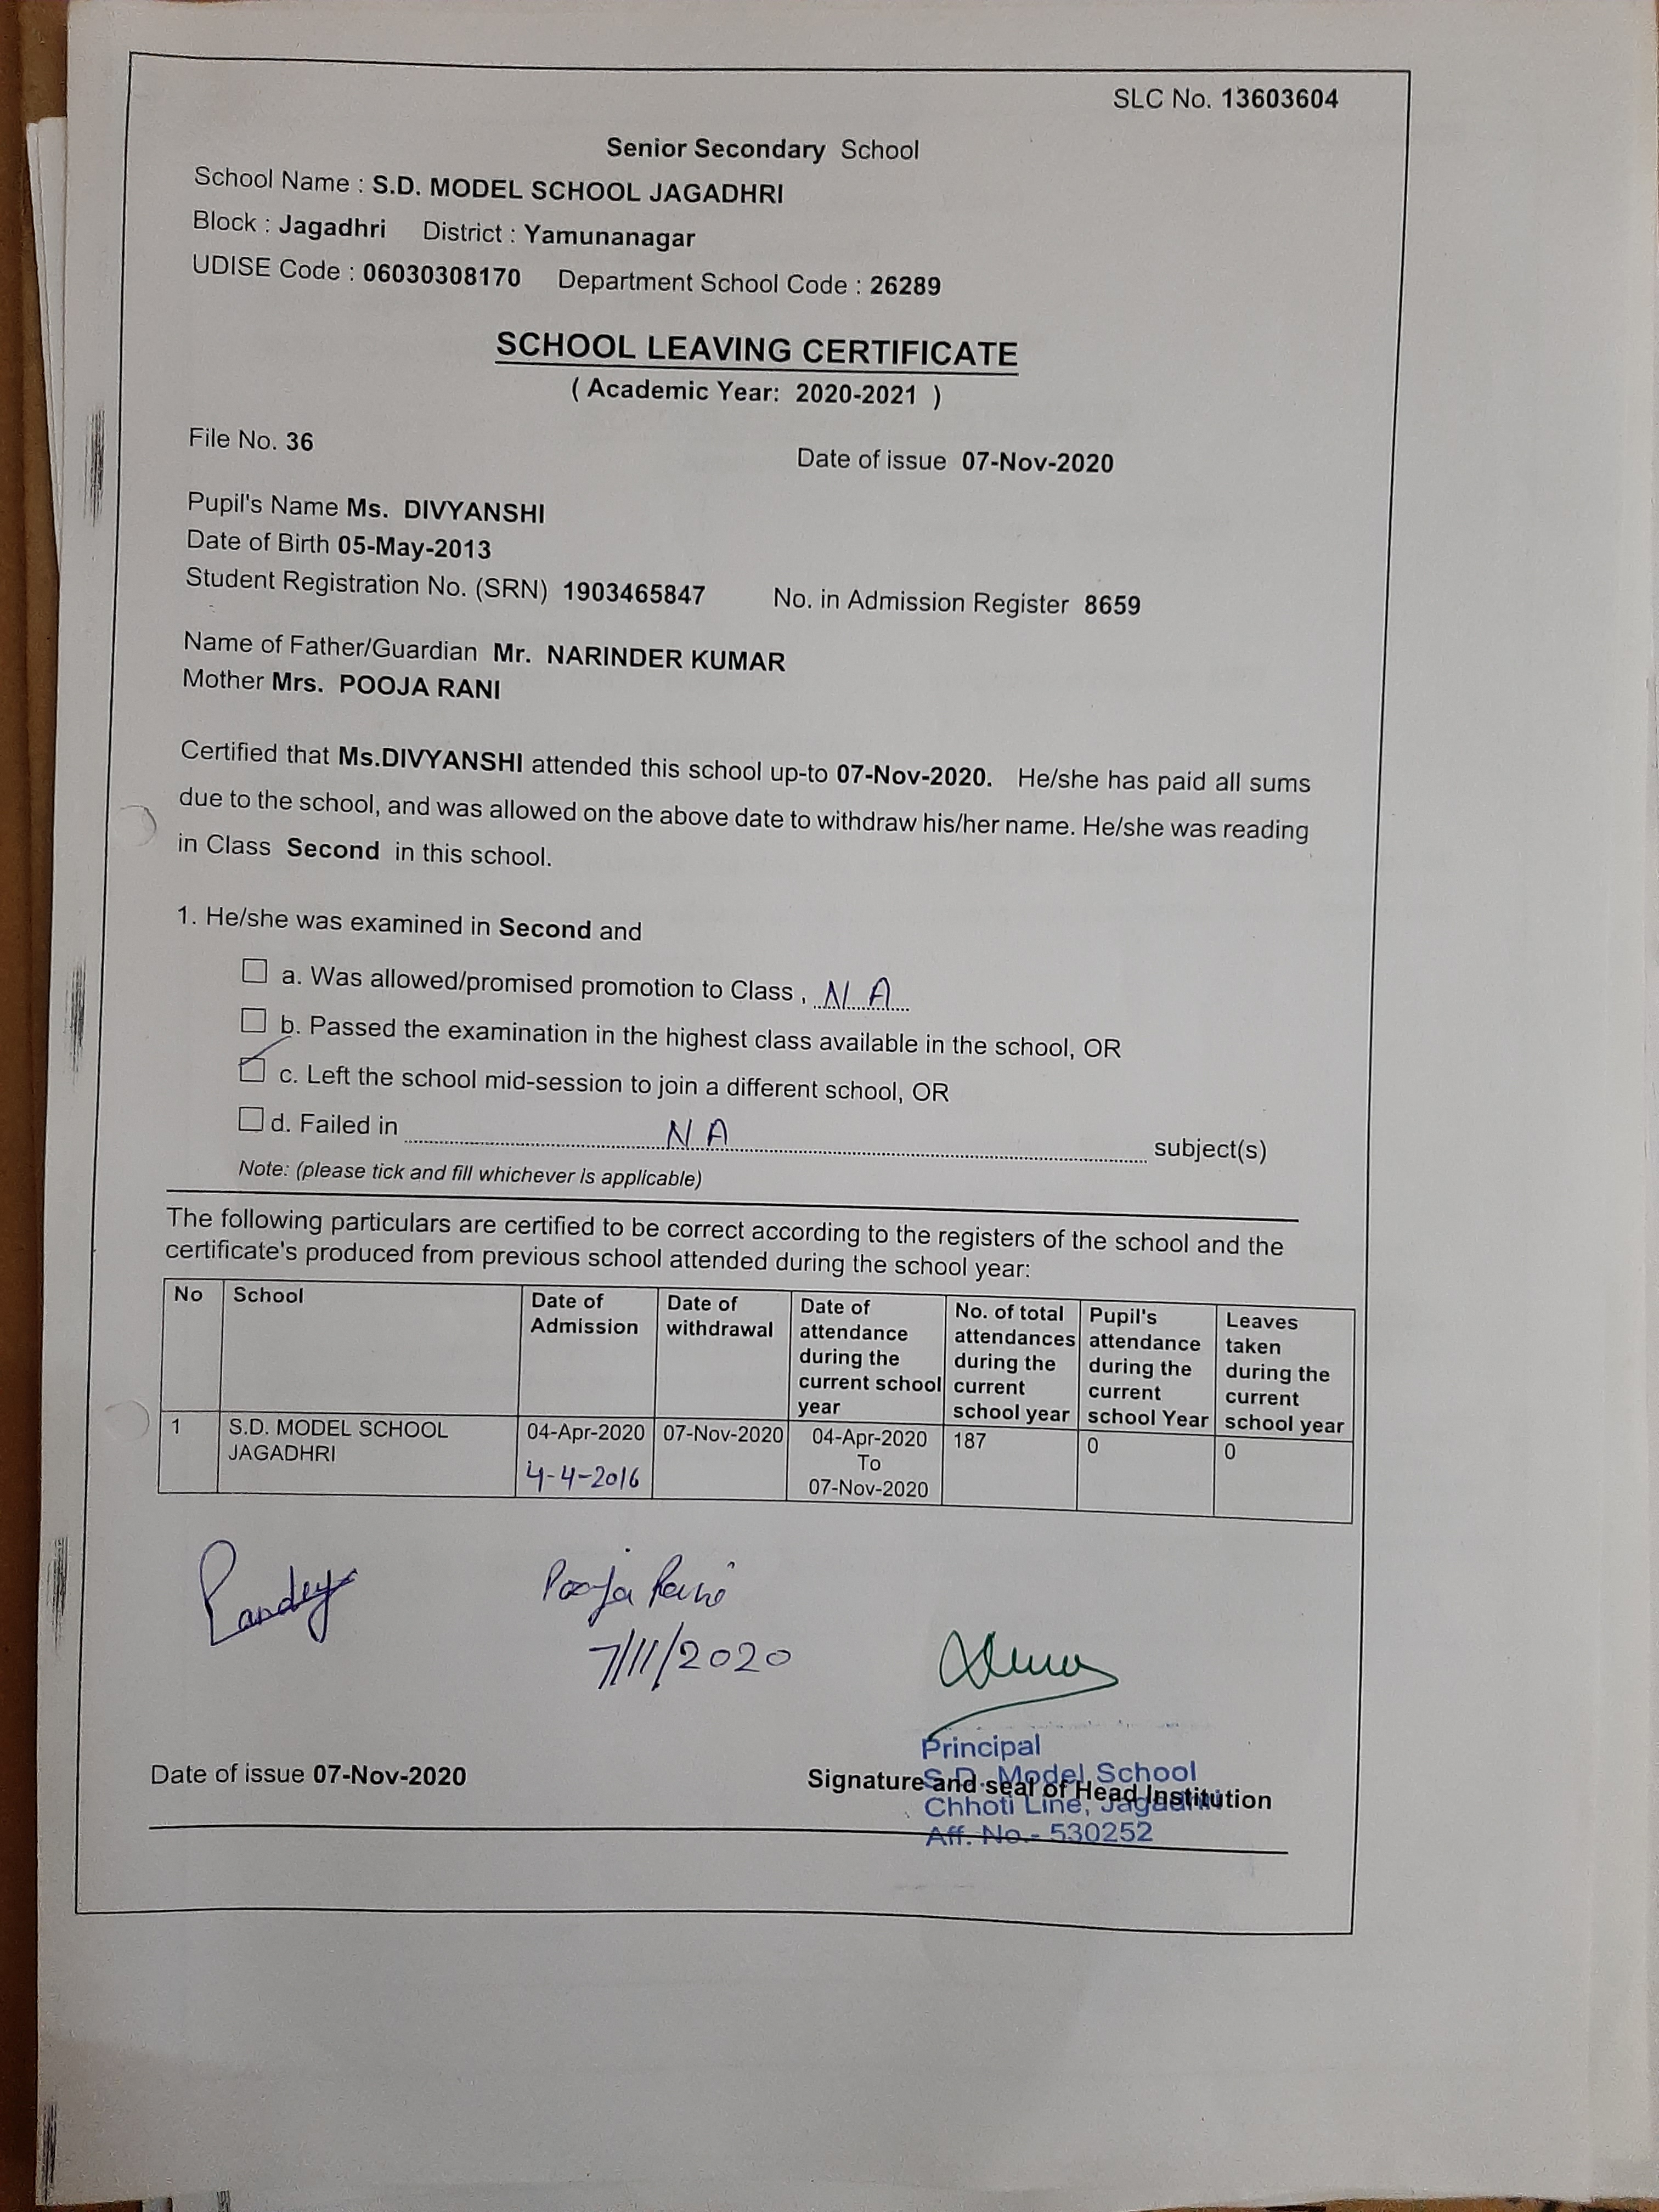 SLC No. 13603604
Senior Secondary School
School Name : S.D. MODEL SCHOOL JAGADHRI
Block : Jagadhri District : Yamunanagar
UDISE Code : 06030308170 Department School Code : 26289
SCHOOL LEAVING CERTIFICATE
( Academic Year: 2020-2021 )
File No. 36
Date of issue 07-Nov-2020
Pupil's Name Ms. DIVYANSHI
Date of Birth 05-May-2013
Student Registration No. (SRN) 1903465847 No. in Admission Register 8659
Name of Father/Guardian Mr. NARINDER KUMAR
Mother Mrs. POOJA RANI
Certified that Ms.DIVYANSHI attended this school up-to 07-Nov-2020. He/she has paid all sums
due to the school, and was allowed on the above date to withdraw his/her name. He/she was reading
in Class Second in this school.
1. He/she was examined in Second and
a. Was allowed/promised promotion to Class , N A
b. Passed the examination in the highest class available in the school, OR
c. Left the school mid-session to join a different school, OR
d. Failed in N A subject(s)
Note: (please tick and fill whichever is applicable)
The following particulars are certified to be correct according to the registers of the school and the
certificate's produced from previous school attended during the school year:
No School Date of Admission Date of withdrawal Date of attendance during the current school year No. of total attendances during the current school year Pupil's attendance during the current school Year Leaves taken during the current school year
1 S.D. MODEL SCHOOL JAGADHRI 04-Apr-2020 4-4-2016 07-Nov-2020 04-Apr-2020 To 07-Nov-2020 187 0 0
Pandey
Pooja Rani
7/11/2020
Principal
S.D. Model School
Chhoti Line, Jagadhri
Aff. No.- 530252
Date of issue 07-Nov-2020
Signature and seal of Head Institution